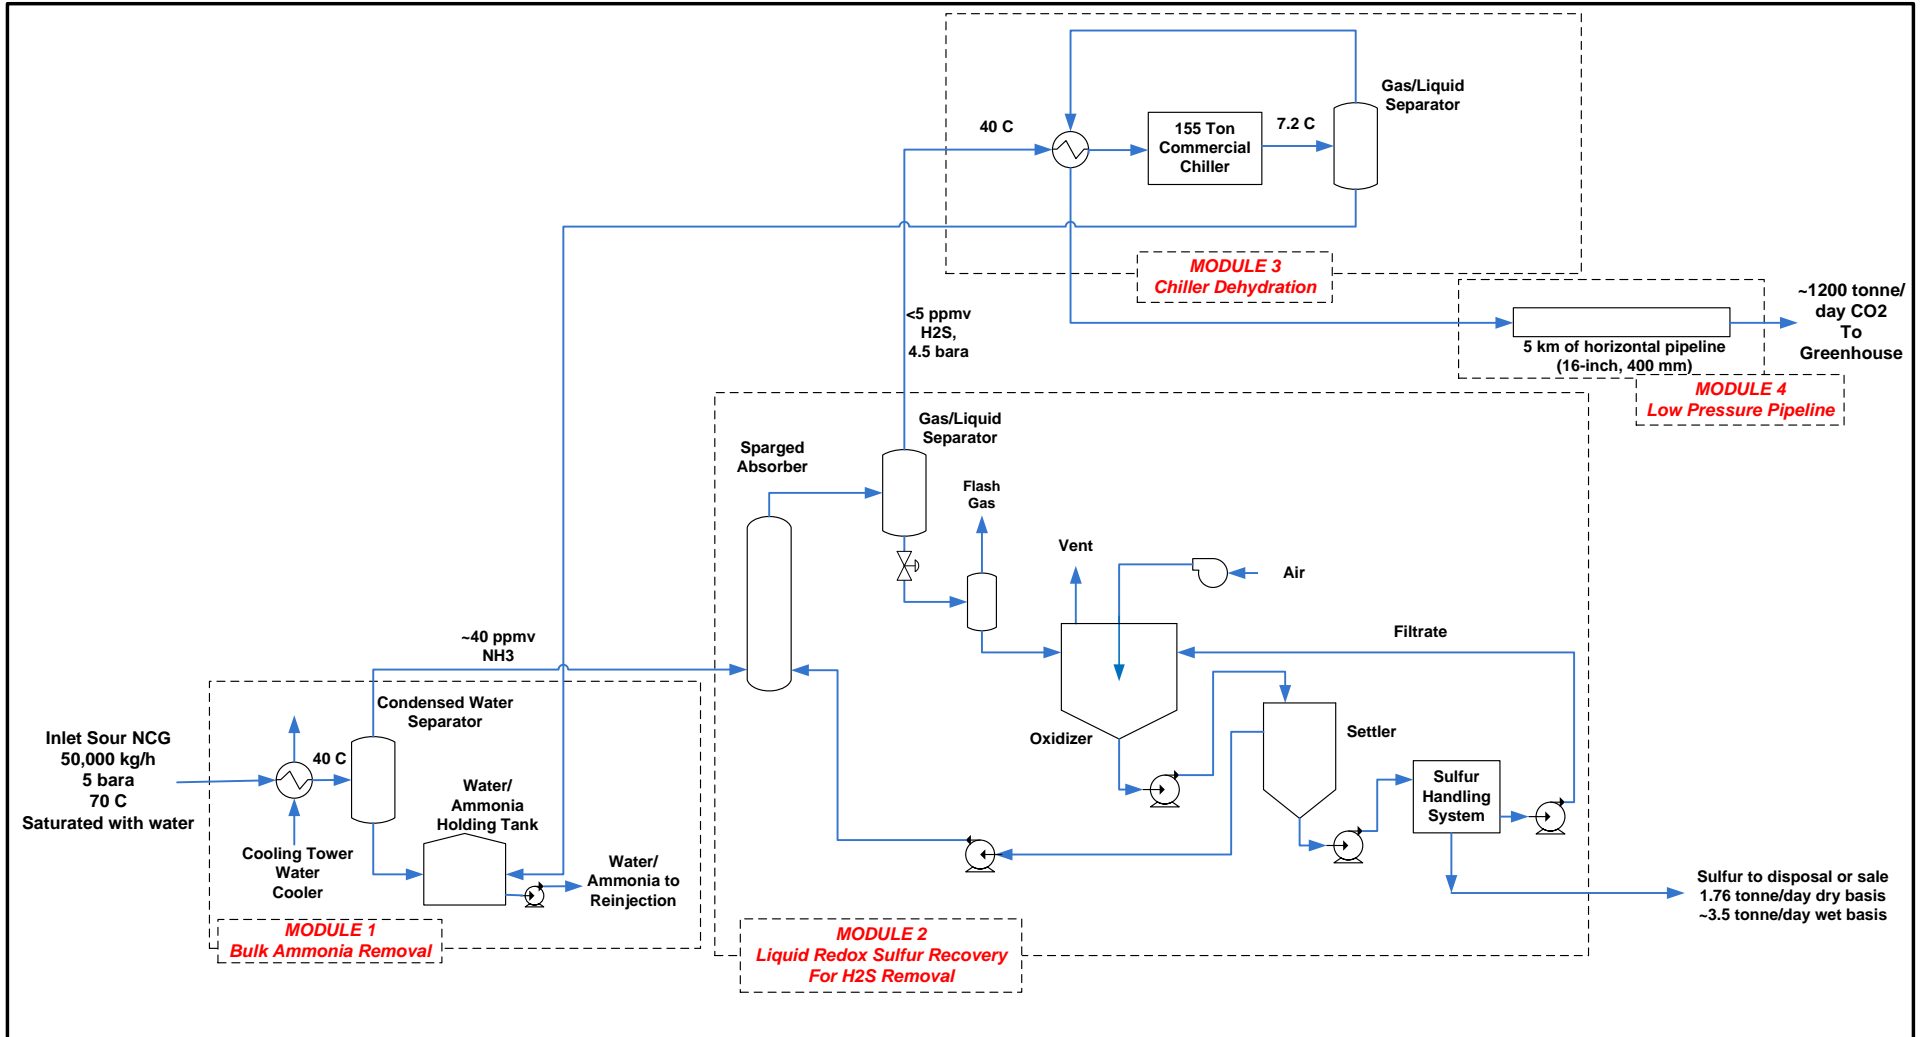 Gas/Liquid
Separator
40 C
155 Ton
Commercial
Chiller
7.2 C
MODULE 3
Chiller Dehydration
<5 ppmv
H2S,
4.5 bara
~1200 tonne/
day CO2
To
Greenhouse
5 km of horizontal pipeline
(16-inch, 400 mm)
MODULE 4
Low Pressure Pipeline
Gas/Liquid
Separator
Sparged
Absorber
Flash
Gas
Vent
Air
~40 ppmv
NH3
Filtrate
Condensed Water
Separator
Inlet Sour NCG
50,000 kg/h
5 bara
70 C
Saturated with water
40 C
Oxidizer
Settler
Water/
Ammonia
Holding Tank
Sulfur
Handling
System
Cooling Tower
Water
Cooler
Water/
Ammonia to
Reinjection
Sulfur to disposal or sale
1.76 tonne/day dry basis
~3.5 tonne/day wet basis
MODULE 1
Bulk Ammonia Removal
MODULE 2
Liquid Redox Sulfur Recovery
For H2S Removal